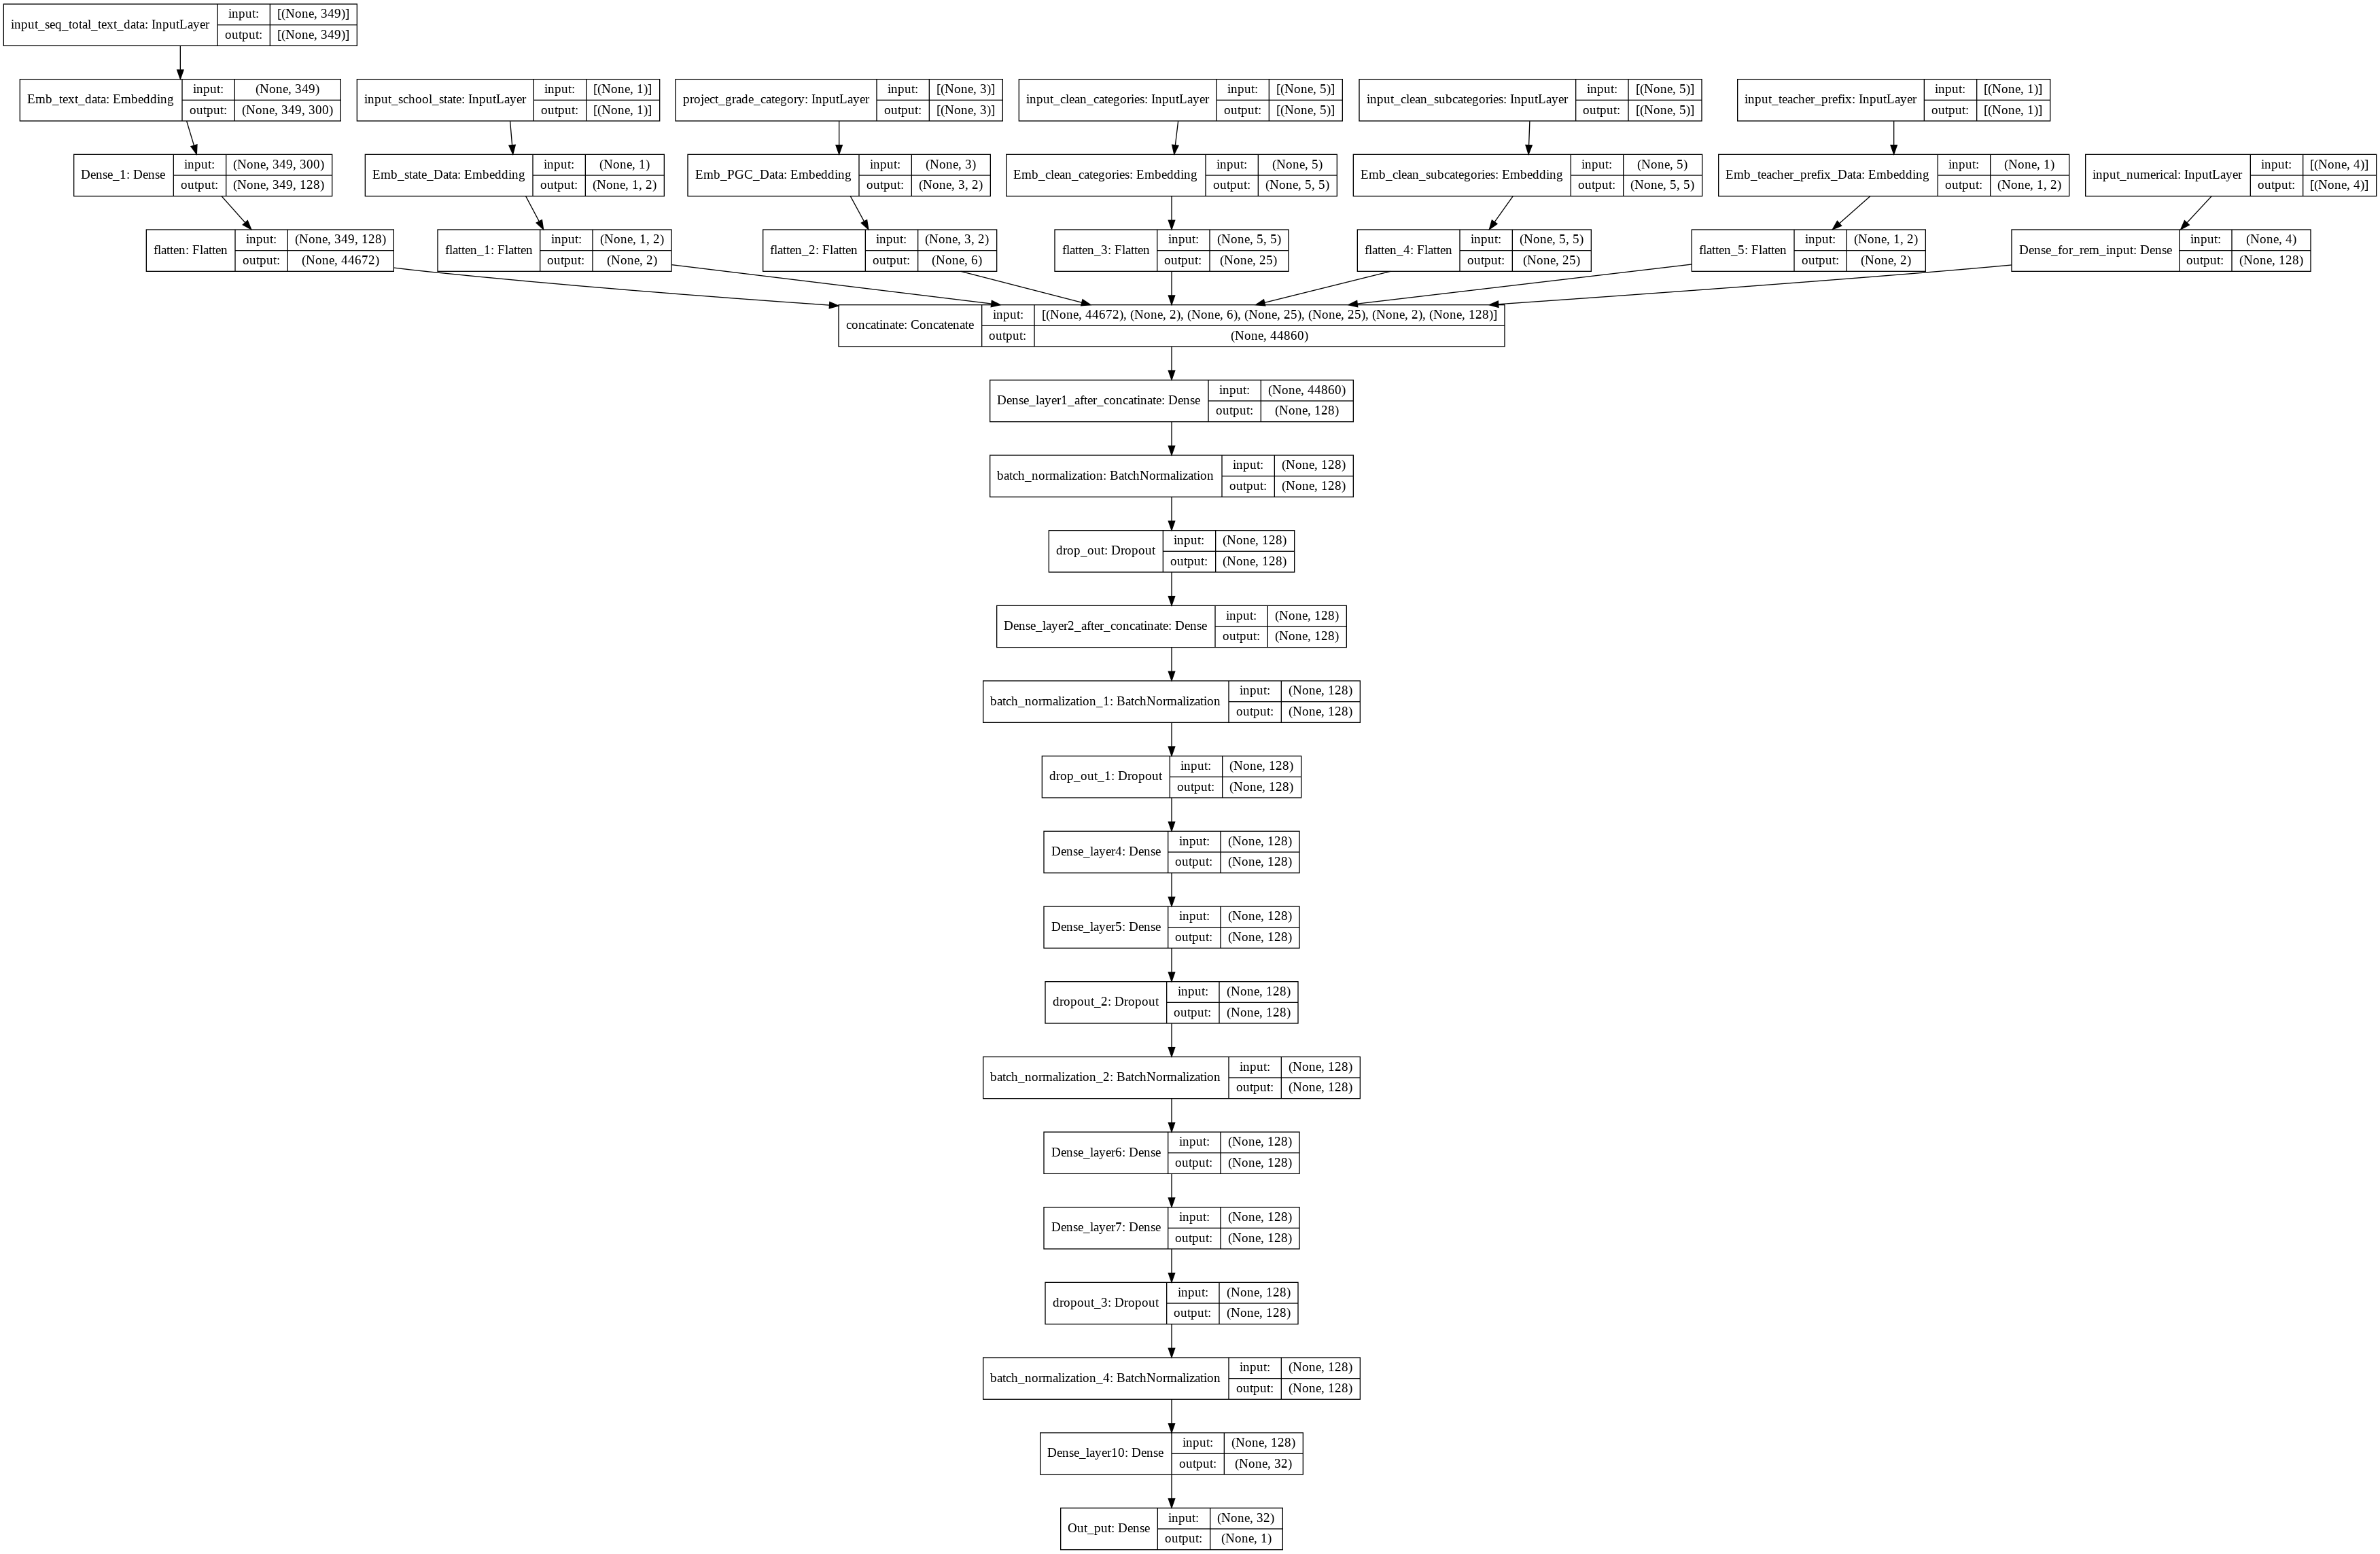 input_seq_total_text_data: InputLayer input: [(None, 349)]
output: [(None, 349)]
Emb_text_data: Embedding input: (None, 349)
output: (None, 349, 300)
input_school_state: InputLayer input: [(None, 1)]
output: [(None, 1)]
project_grade_category: InputLayer input: [(None, 3)]
output: [(None, 3)]
input_clean_categories: InputLayer input: [(None, 5)]
output: [(None, 5)]
input_clean_subcategories: InputLayer input: [(None, 5)]
output: [(None, 5)]
input_teacher_prefix: InputLayer input: [(None, 1)]
output: [(None, 1)]
Dense_1: Dense input: (None, 349, 300)
output: (None, 349, 128)
Emb_state_Data: Embedding input: (None, 1)
output: (None, 1, 2)
Emb_PGC_Data: Embedding input: (None, 3)
output: (None, 3, 2)
Emb_clean_categories: Embedding input: (None, 5)
output: (None, 5, 5)
Emb_clean_subcategories: Embedding input: (None, 5)
output: (None, 5, 5)
Emb_teacher_prefix_Data: Embedding input: (None, 1)
output: (None, 1, 2)
input_numerical: InputLayer input: [(None, 4)]
output: [(None, 4)]
flatten: Flatten input: (None, 349, 128)
output: (None, 44672)
flatten_1: Flatten input: (None, 1, 2)
output: (None, 2)
flatten_2: Flatten input: (None, 3, 2)
output: (None, 6)
flatten_3: Flatten input: (None, 5, 5)
output: (None, 25)
flatten_4: Flatten input: (None, 5, 5)
output: (None, 25)
flatten_5: Flatten input: (None, 1, 2)
output: (None, 2)
Dense_for_rem_input: Dense input: (None, 4)
output: (None, 128)
concatinate: Concatenate input: [(None, 44672), (None, 2), (None, 6), (None, 25), (None, 25), (None, 2), (None, 128)]
output: (None, 44860)
Dense_layer1_after_concatinate: Dense input: (None, 44860)
output: (None, 128)
batch_normalization: BatchNormalization input: (None, 128)
output: (None, 128)
drop_out: Dropout input: (None, 128)
output: (None, 128)
Dense_layer2_after_concatinate: Dense input: (None, 128)
output: (None, 128)
batch_normalization_1: BatchNormalization input: (None, 128)
output: (None, 128)
drop_out_1: Dropout input: (None, 128)
output: (None, 128)
Dense_layer4: Dense input: (None, 128)
output: (None, 128)
Dense_layer5: Dense input: (None, 128)
output: (None, 128)
dropout_2: Dropout input: (None, 128)
output: (None, 128)
batch_normalization_2: BatchNormalization input: (None, 128)
output: (None, 128)
Dense_layer6: Dense input: (None, 128)
output: (None, 128)
Dense_layer7: Dense input: (None, 128)
output: (None, 128)
dropout_3: Dropout input: (None, 128)
output: (None, 128)
batch_normalization_4: BatchNormalization input: (None, 128)
output: (None, 128)
Dense_layer10: Dense input: (None, 128)
output: (None, 32)
Out_put: Dense input: (None, 32)
output: (None, 1)